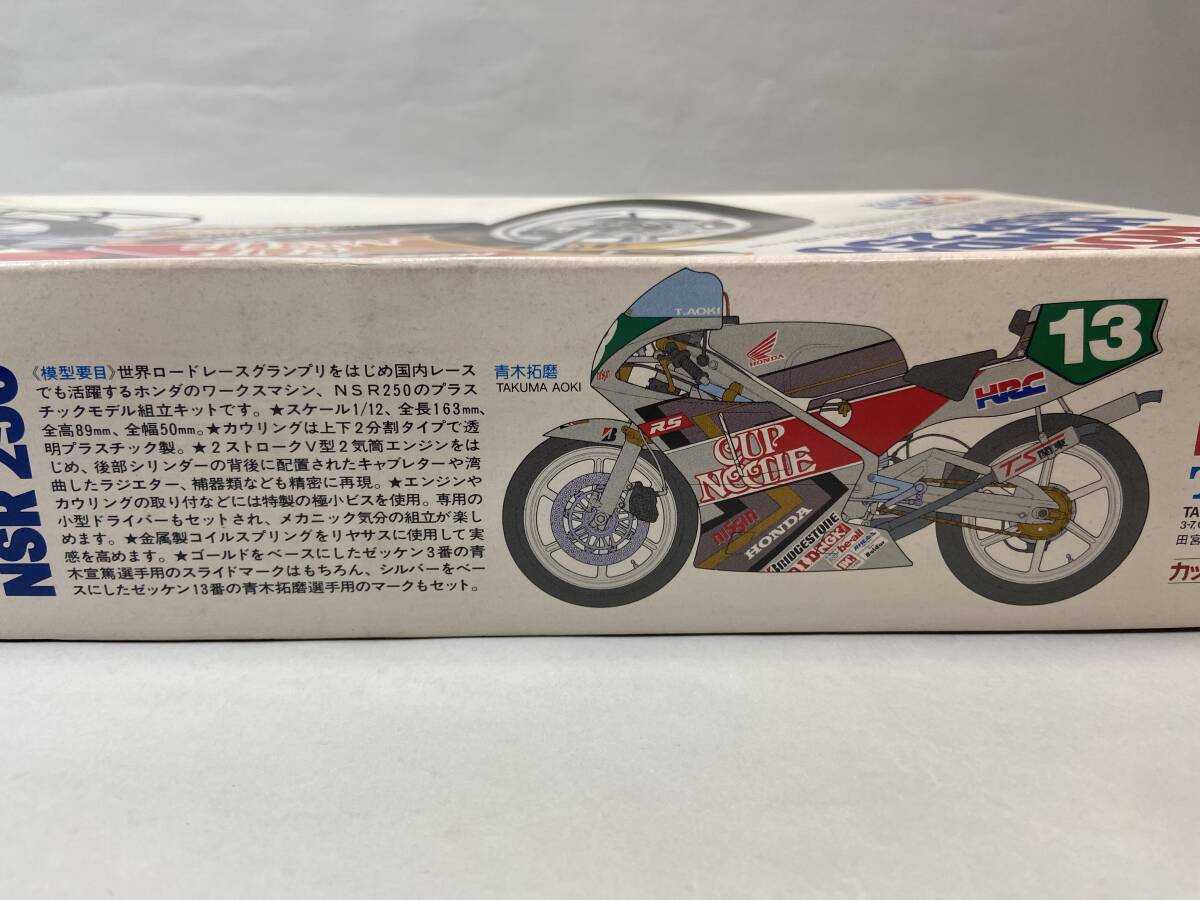 NSR 250
《模型要目》世界ロードレースグランプリをはじめ国内レース
でも活躍するホンダのワークスマシン、NSR250のプラス
チックモデル組立キットです。★スケール1/12、全長163mm、
全高89mm、全幅50mm。★カウリングは上下2分割タイプで透
明プラスチック製。★2ストロークV型2気筒エンジンをは
じめ、後部シリンダーの背後に配置されたキャブレターや湾
曲したラジエター、補器類なども精密に再現。★エンジンや
カウリングの取り付などには特製の極小ビスを使用。専用の
小型ドライバーもセットされ、メカニック気分の組立が楽し
めます。★金属製コイルスプリングをリヤサスに使用して実
感を高めます。★ゴールドをベースにしたゼッケン3番の青
木宣篤選手用のスライドマークはもちろん、シルバーをベー
スにしたゼッケン13番の青木拓磨選手用のマークもセット。
青木拓磨
TAKUMA AOKI
T.AOKI
HONDA
13
HRC
RS
CUP
NOODLE
TS
nissin
HONDA
BRIDGESTONE
TA
3-7,
田宮
カッ